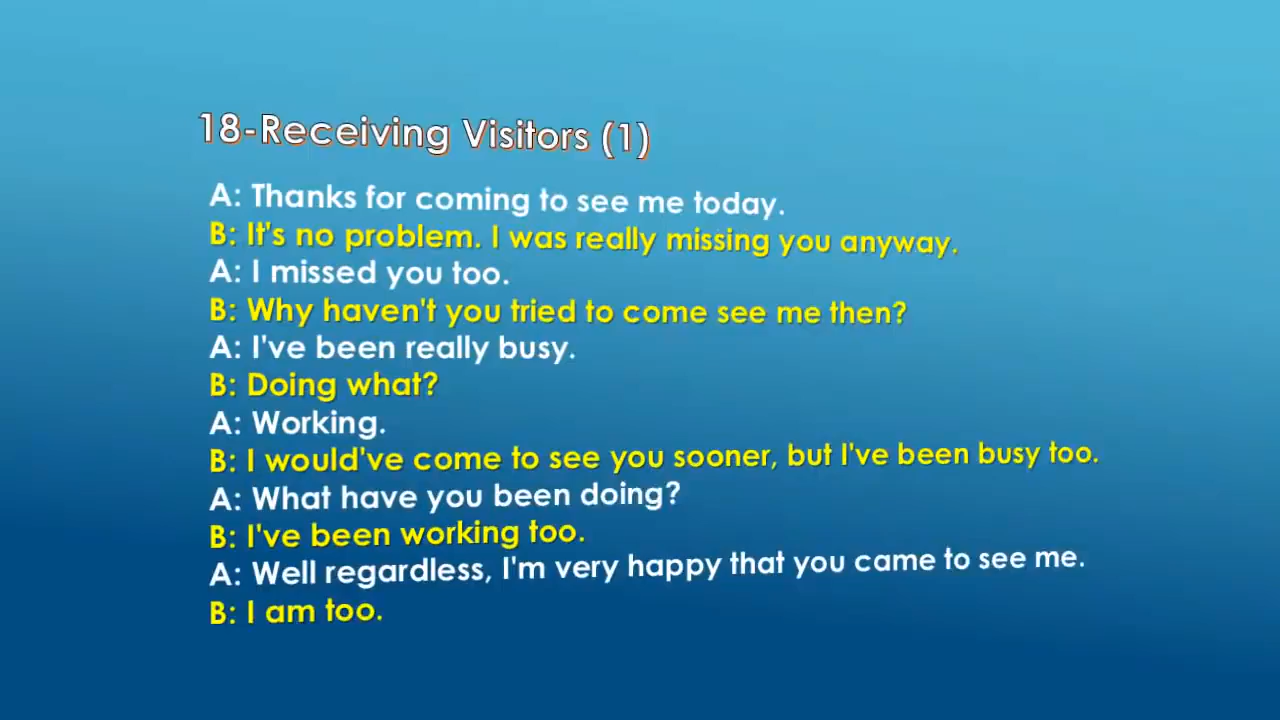 18-Receiving Visitors (1)
A: Thanks for coming to see me today.
B: It's no problem. I was really missing you anyway.
A: I missed you too.
B: Why haven't you tried to come see me then?
A: I've been really busy.
B: Doing what?
A: Working.
B: I would've come to see you sooner, but I've been busy too.
A: What have you been doing?
B: I've been working too.
A: Well regardless, I'm very happy that you came to see me.
B: I am too.